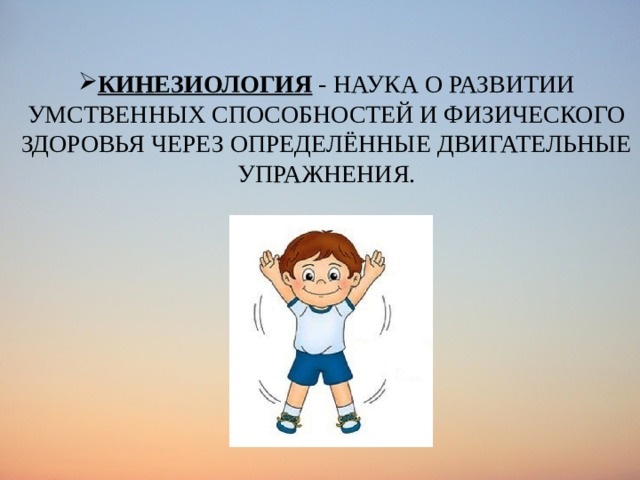 ➢КИНЕЗИОЛОГИЯ - НАУКА О РАЗВИТИИ
УМСТВЕННЫХ СПОСОБНОСТЕЙ И ФИЗИЧЕСКОГО
ЗДОРОВЬЯ ЧЕРЕЗ ОПРЕДЕЛЁННЫЕ ДВИГАТЕЛЬНЫЕ
УПРАЖНЕНИЯ.